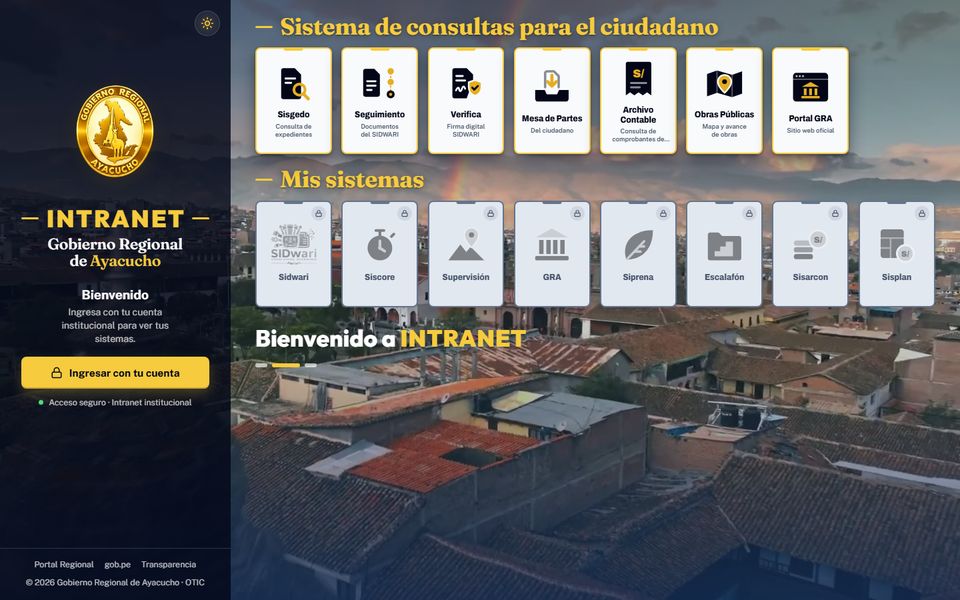 GOBIERNO REGIONAL
AYACUCHO
INTRANET
Gobierno Regional
de Ayacucho
Bienvenido
Ingresa con tu cuenta
institucional para ver tus
sistemas.
Ingresar con tu cuenta
Acceso seguro · Intranet institucional
Portal Regional gob.pe Transparencia
© 2026 Gobierno Regional de Ayacucho · OTIC
Sistema de consultas para el ciudadano
Sisgedo
Consulta de
expedientes
Seguimiento
Documentos
del SIDWARI
Verifica
Firma digital
SIDWARI
Mesa de Partes
Del ciudadano
S/
Archivo
Contable
Consulta de
comprobantes de...
Obras Públicas
Mapa y avance
de obras
Portal GRA
Sitio web oficial
Mis sistemas
SIDwari
Sidwari
Siscore
Supervisión
GRA
Siprena
Escalafón
S/
Sisarcon
S/
Sisplan
Bienvenido a INTRANET